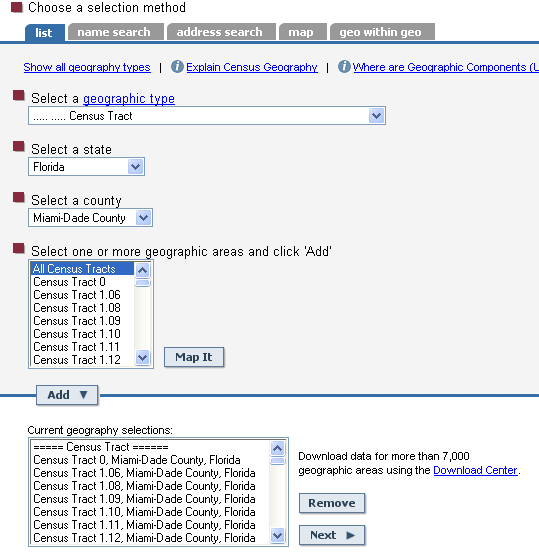 Choose a selection method
list name search address search map geo within geo
Show all geography types | Explain Census Geography | Where are Geographic Components (U
Select a geographic type
..... ..... Census Tract
Select a state
Florida
Select a county
Miami-Dade County
Select one or more geographic areas and click 'Add'
All Census Tracts
Census Tract 0
Census Tract 1.06
Census Tract 1.08
Census Tract 1.09
Census Tract 1.10
Census Tract 1.11
Census Tract 1.12
Map It
Add ▼
Current geography selections:
===== Census Tract ======
Census Tract 0, Miami-Dade County, Florida
Census Tract 1.06, Miami-Dade County, Florida
Census Tract 1.08, Miami-Dade County, Florida
Census Tract 1.09, Miami-Dade County, Florida
Census Tract 1.10, Miami-Dade County, Florida
Census Tract 1.11, Miami-Dade County, Florida
Census Tract 1.12, Miami-Dade County, Florida
Download data for more than 7,000
geographic areas using the Download Center.
Remove
Next ►